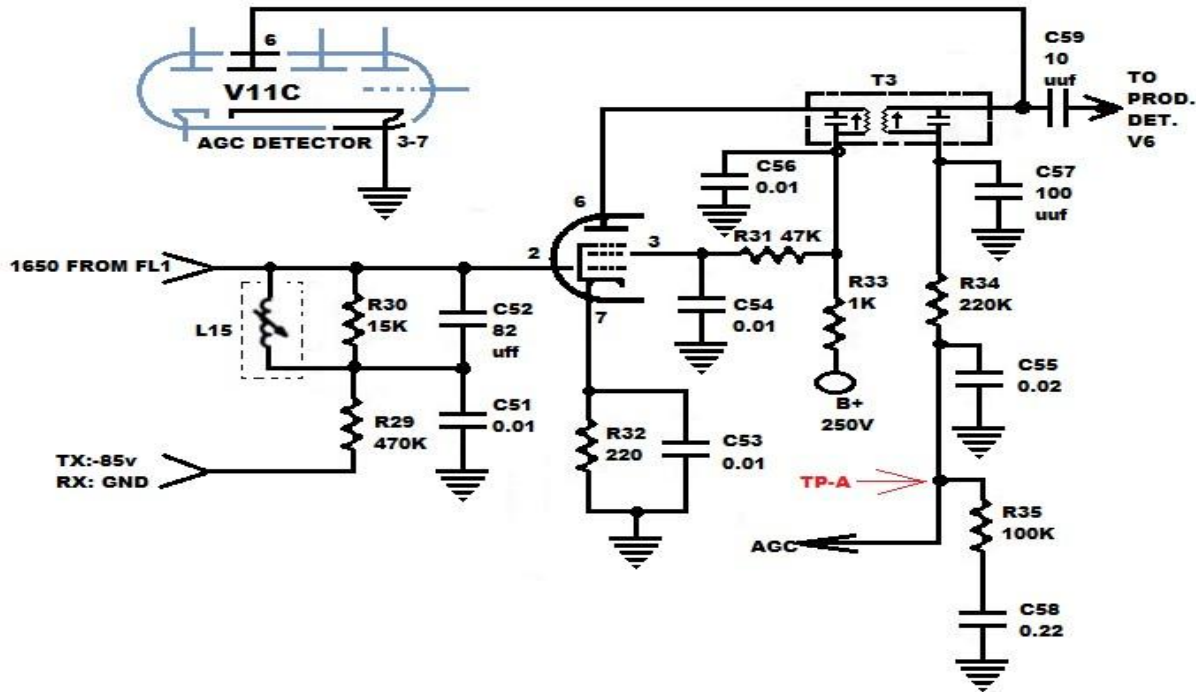 6
V11C
AGC DETECTOR
3-7
T3
C59
10
uuf
TO
PROD.
DET.
V6
C56
0.01
C57
100
uuf
6
1650 FROM FL1
2
3
7
R31 47K
L15
R30
15K
C52
82
uff
C54
0.01
R33
1K
R34
220K
B+
250V
C55
0.02
R29
470K
C51
0.01
R32
220
C53
0.01
TX:-85v
RX: GND
TP-A
R35
100K
AGC
C58
0.22